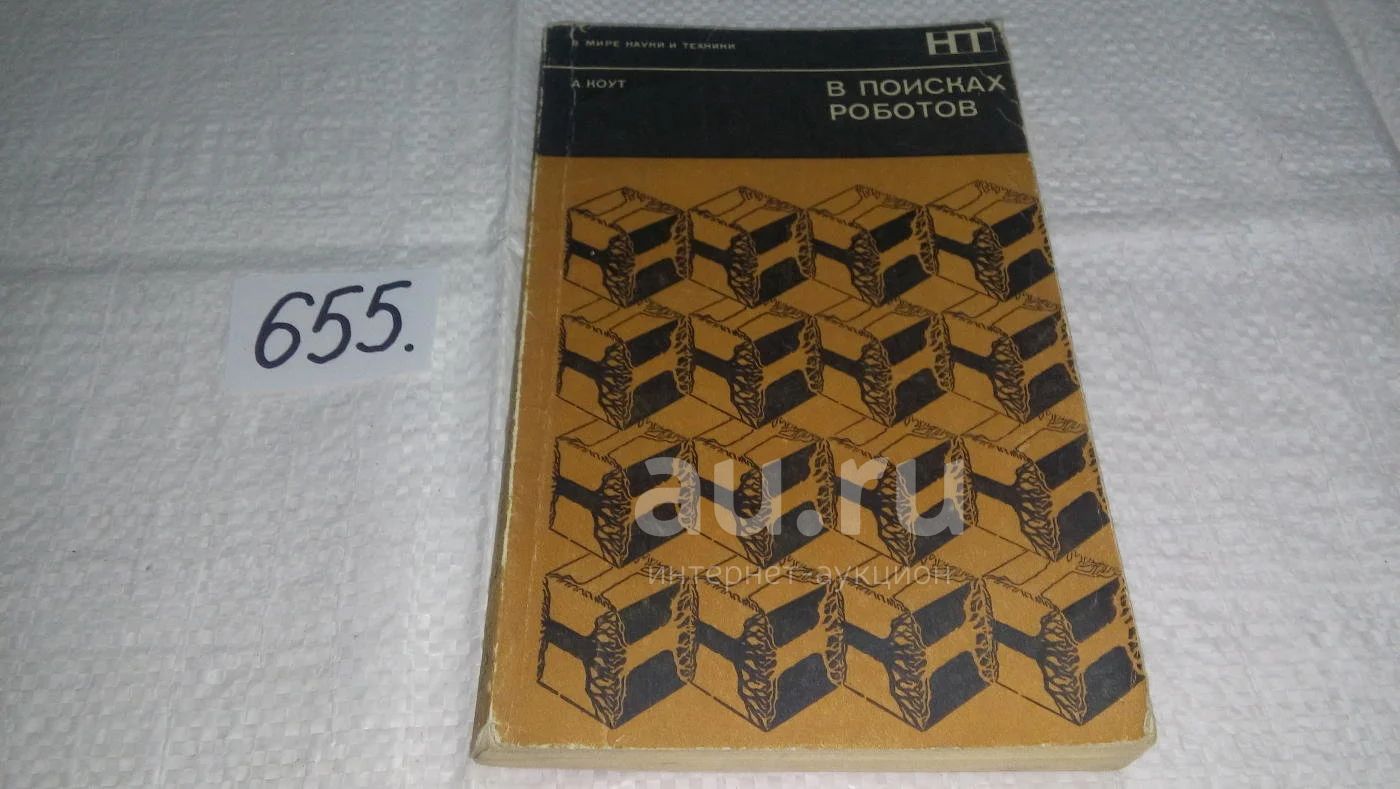 В МИРЕ НАУКИ И ТЕХНИКИ
НТ
А. КОУТ
В ПОИСКАХ
РОБОТОВ
655.
au.ru
интернет-аукцион